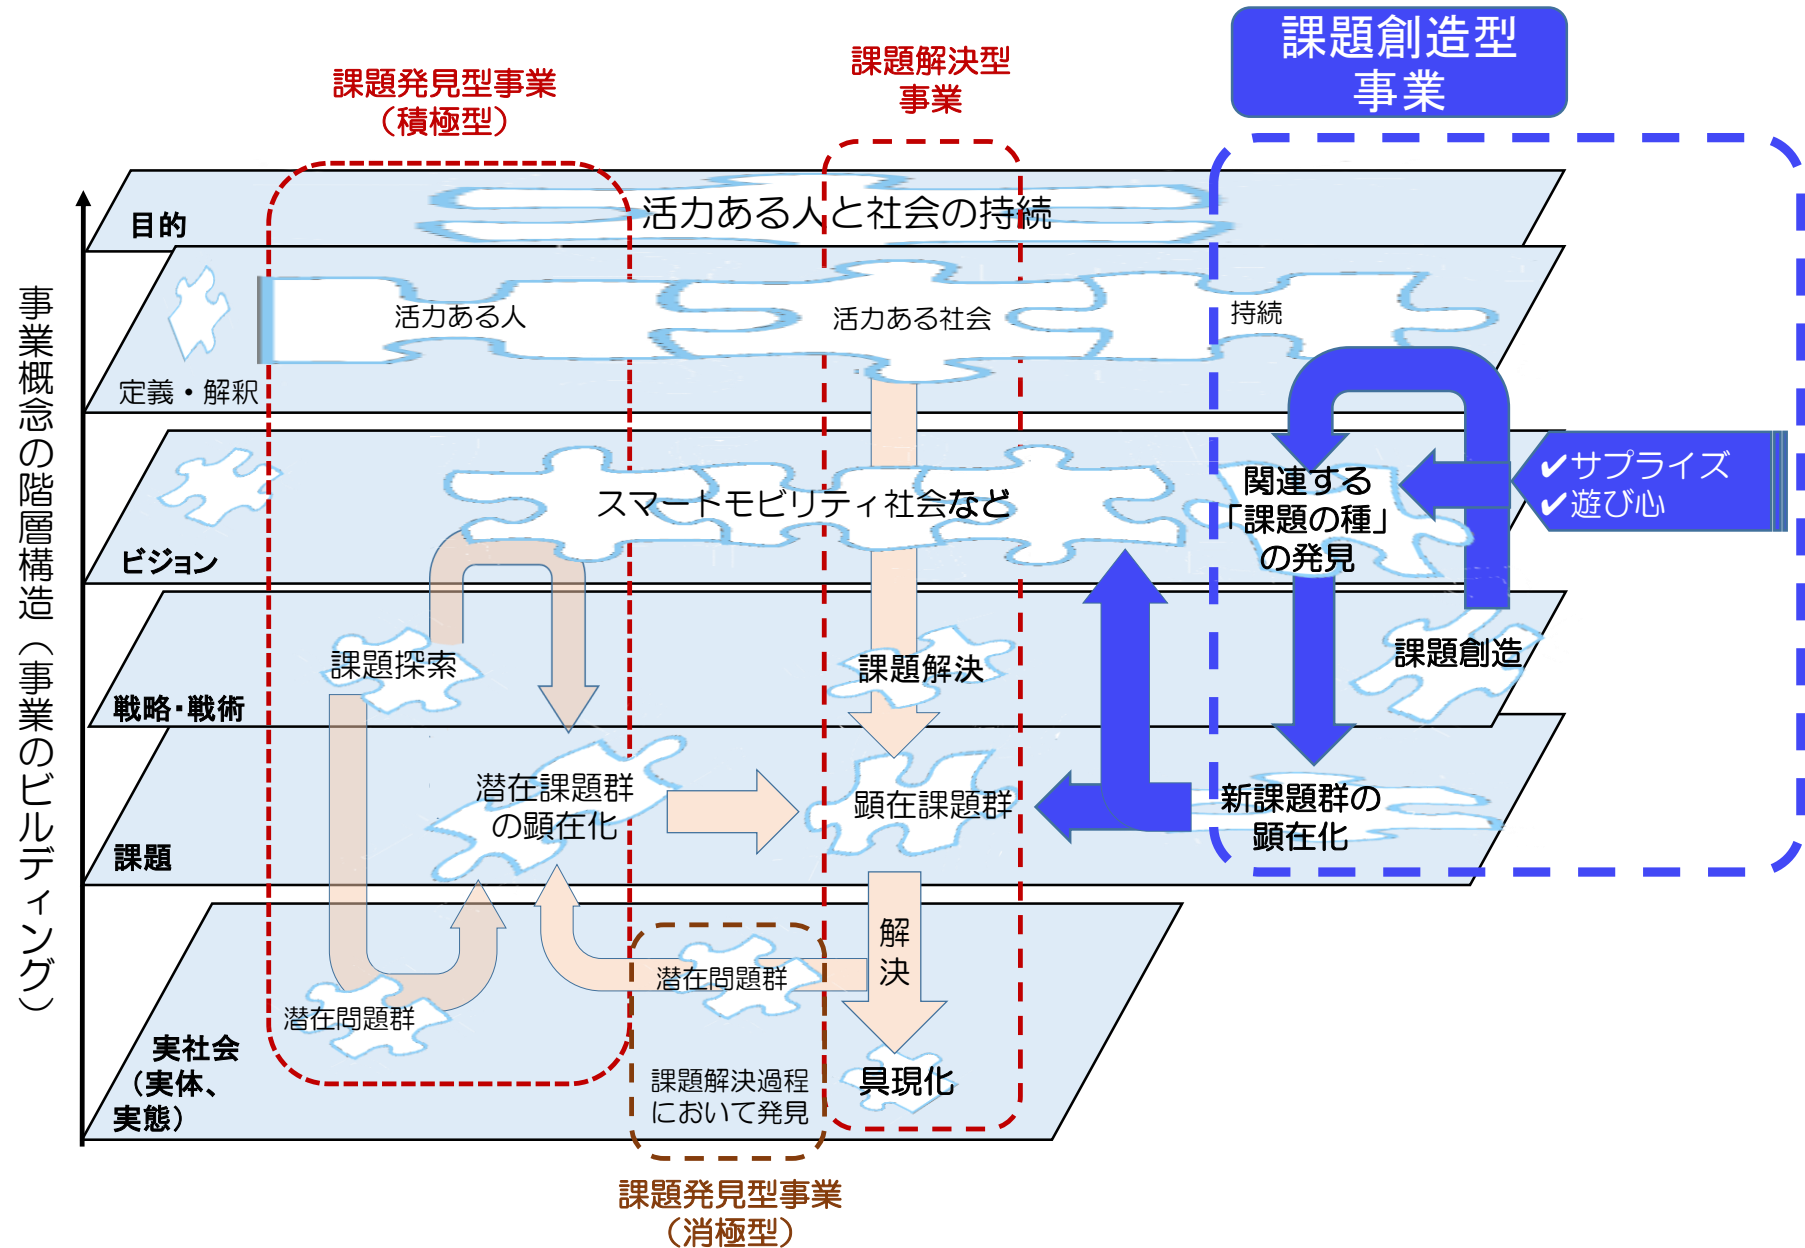 課題創造型
事業
課題解決型
事業
課題発見型事業
（積極型）
事業概念の階層構造（事業のビルディング）
目的
活力ある人と社会の持続
活力ある人
活力ある社会
持続
定義・解釈
スマートモビリティ社会など
関連する
「課題の種」
の発見
✔サプライズ
✔遊び心
ビジョン
課題探索
課題解決
課題創造
戦略・戦術
潜在課題群
の顕在化
顕在課題群
新課題群の
顕在化
課題
解決
潜在問題群
潜在問題群
実社会
（実体、
実態）
課題解決過程
において発見
具現化
課題発見型事業
（消極型）